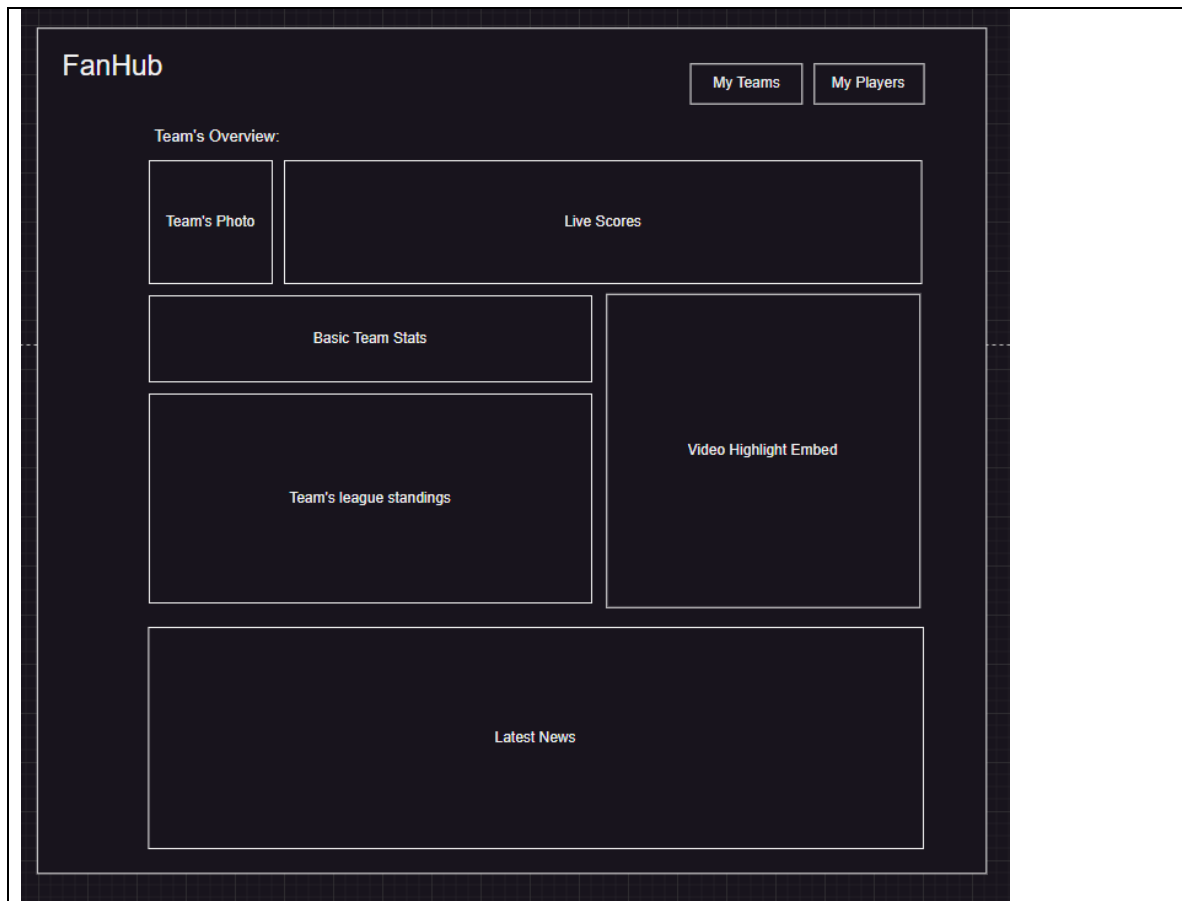 FanHub
My Teams
My Players
Team's Overview:
Team's Photo
Live Scores
Basic Team Stats
Video Highlight Embed
Team's league standings
Latest News